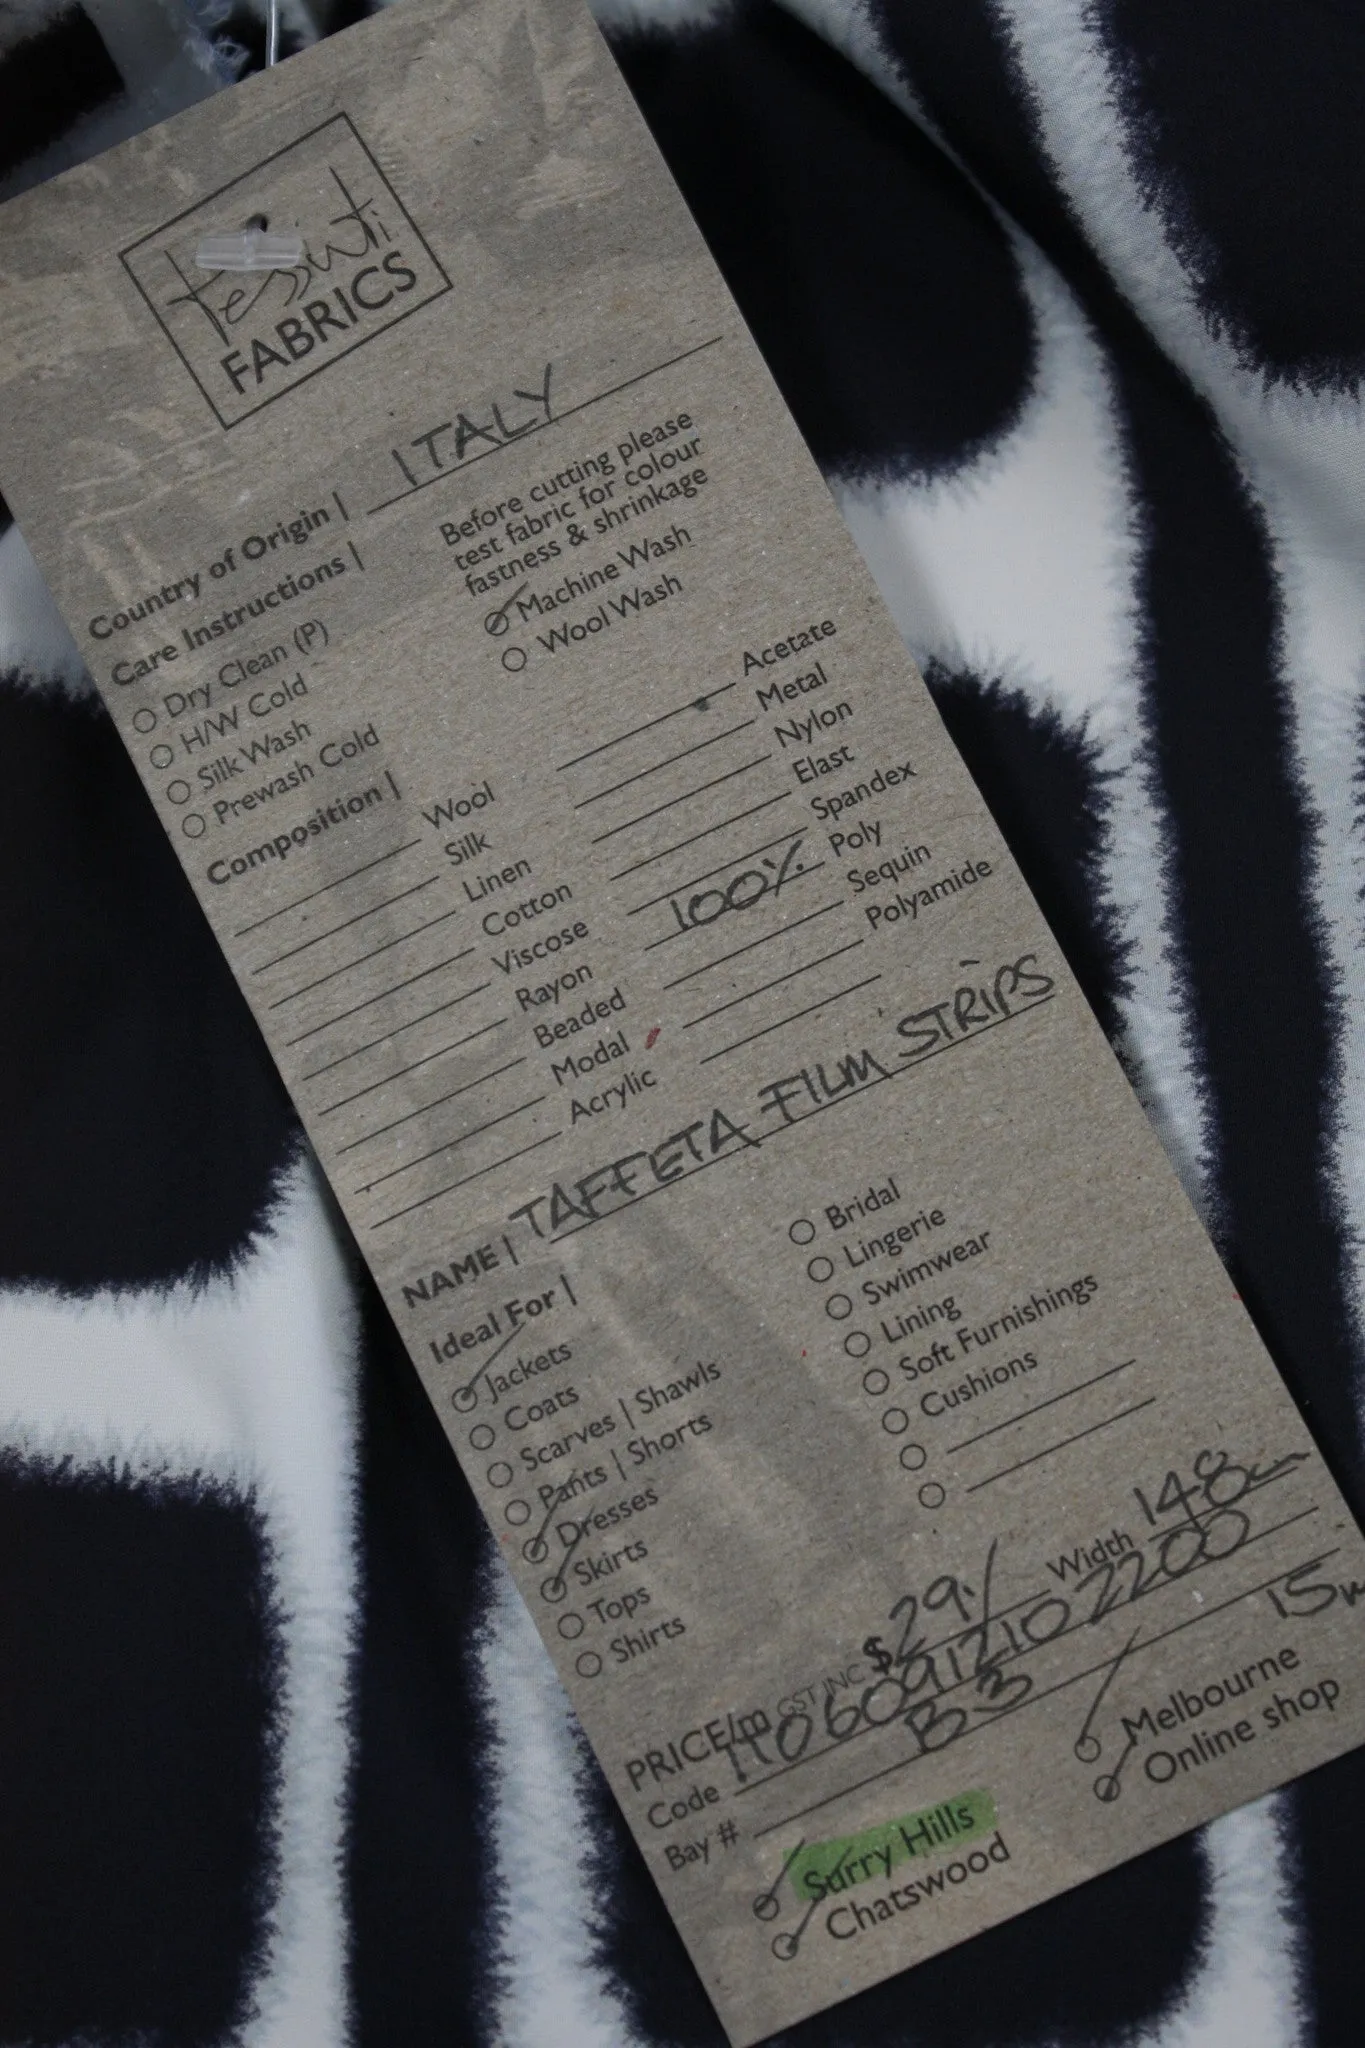 tessuti
FABRICS
Country of Origin | ITALY
Care Instructions |
Before cutting please
test fabric for colour
fastness & shrinkage
Dry Clean (P)
H/W Cold
Silk Wash
Prewash Cold
Machine Wash
Wool Wash
Composition |
Wool
Silk
Linen
Cotton
Viscose
Rayon
Beaded
Modal
Acrylic
Acetate
Metal
Nylon
Elast
Spandex
100% Poly
Sequin
Polyamide
NAME | TAFFETA FILM STRIPS
Ideal For |
Jackets
Coats
Scarves | Shawls
Pants | Shorts
Dresses
Skirts
Tops
Shirts
Bridal
Lingerie
Swimwear
Lining
Soft Furnishings
Cushions
PRICE/m GST INC $29 Width 148cm
Code 2200
Bay # B3 15
Surry Hills
Chatswood
Melbourne
Online shop